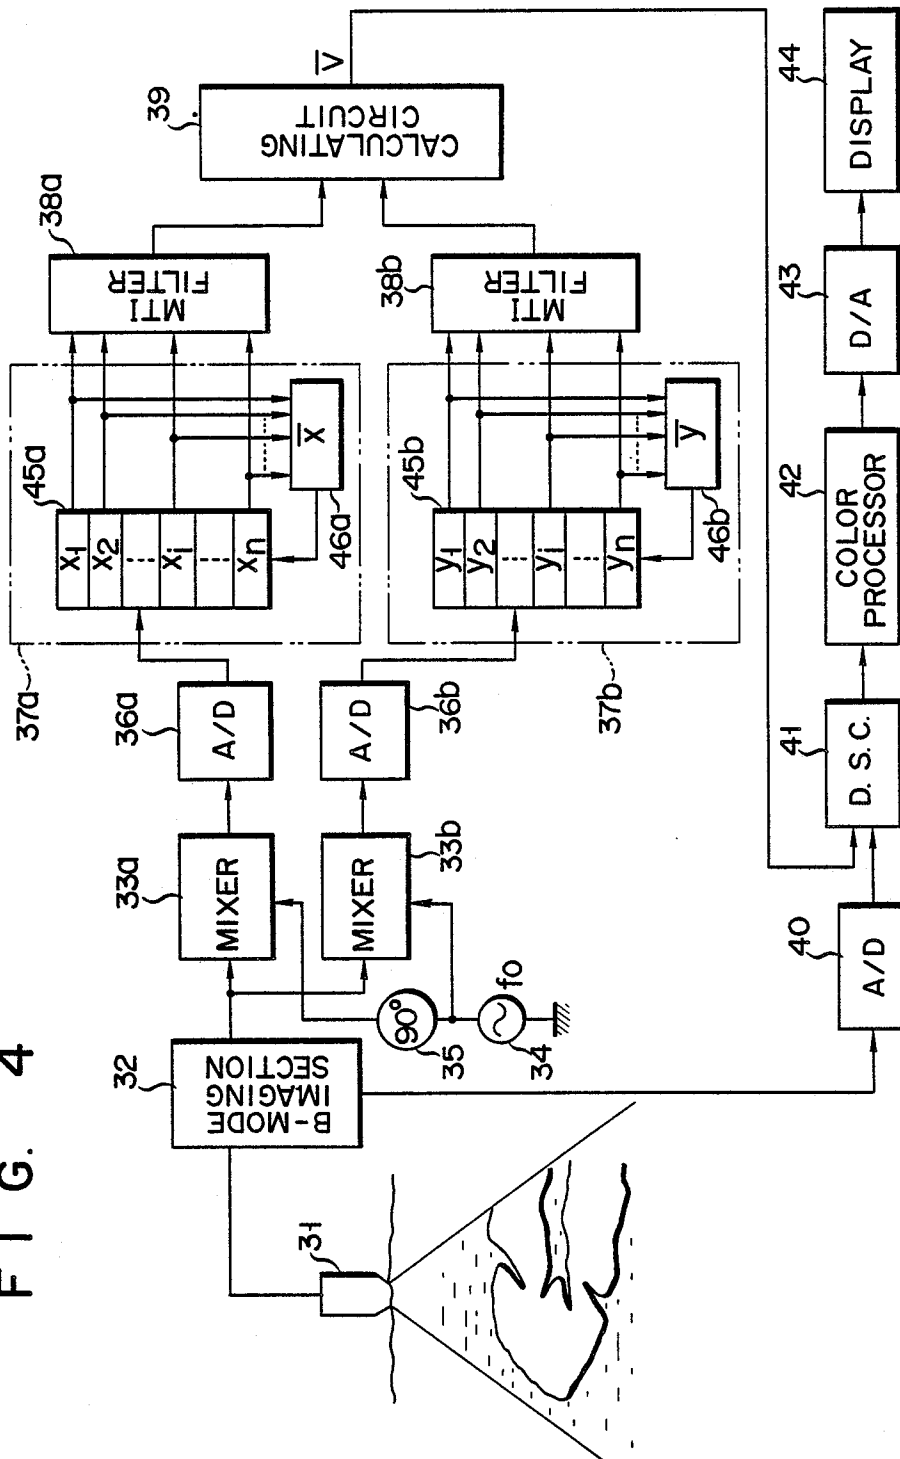 FIG. 4
31
32
B-MODE
IMAGING
SECTION
33a
MIXER
33b
MIXER
90°
35
f0
34
36a
A/D
36b
A/D
37a
45a
x1
x2
xi
xn
x̅
46a
38a
MTI
FILTER
37b
45b
y1
y2
yi
yn
y̅
46b
38b
MTI
FILTER
39
CALCULATING
CIRCUIT
V̅
40
A/D
41
D.S.C.
42
COLOR
PROCESSOR
43
D/A
44
DISPLAY